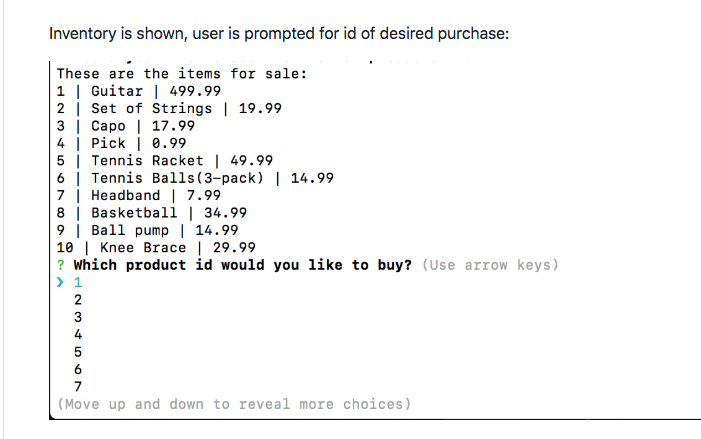 Inventory is shown, user is prompted for id of desired purchase:
These are the items for sale:
1 | Guitar | 499.99
2 | Set of Strings | 19.99
3 | Capo | 17.99
4 | Pick | 0.99
5 | Tennis Racket | 49.99
6 | Tennis Balls(3-pack) | 14.99
7 | Headband | 7.99
8 | Basketball | 34.99
9 | Ball pump | 14.99
10 | Knee Brace | 29.99
? Which product id would you like to buy? (Use arrow keys)
❯ 1
2
3
4
5
6
7
(Move up and down to reveal more choices)